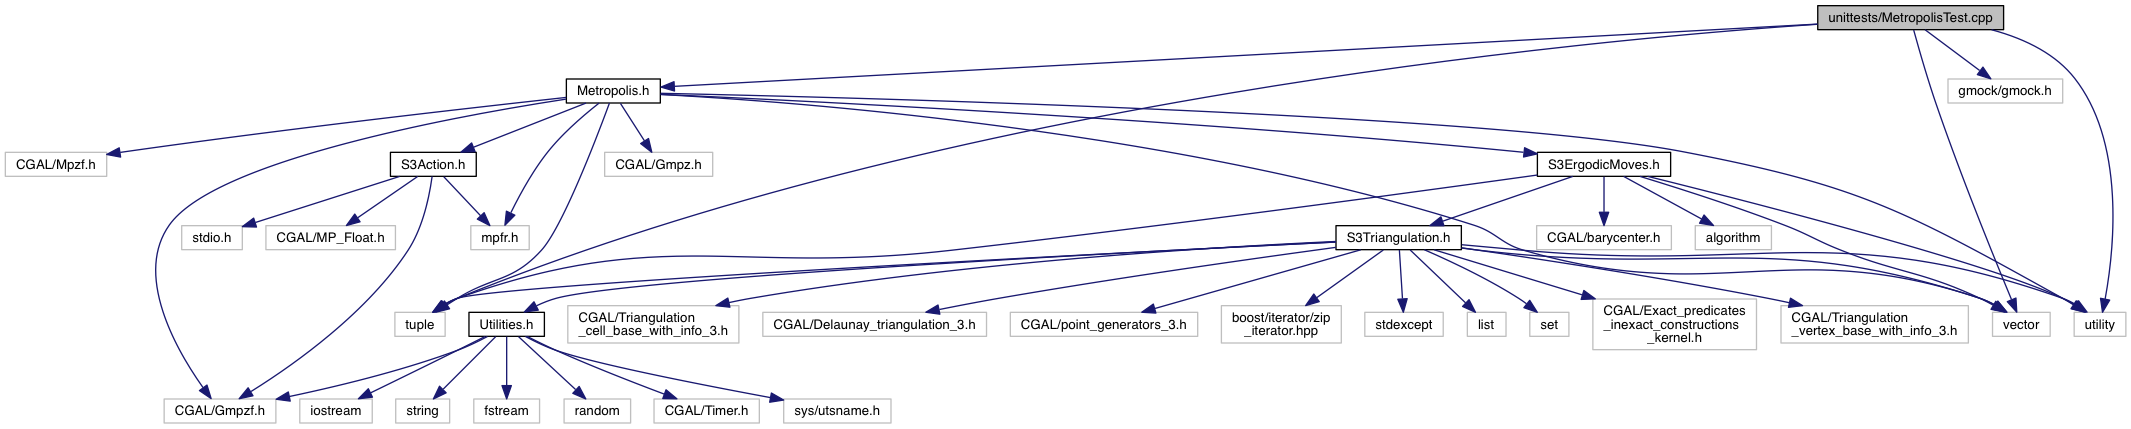 unittests/MetropolisTest.cpp
Metropolis.h
gmock/gmock.h
CGAL/Mpzf.h
S3Action.h
CGAL/Gmpz.h
S3ErgodicMoves.h
stdio.h
CGAL/MP_Float.h
mpfr.h
S3Triangulation.h
CGAL/barycenter.h
algorithm
tuple
Utilities.h
CGAL/Triangulation
_cell_base_with_info_3.h
CGAL/Delaunay_triangulation_3.h
CGAL/point_generators_3.h
boost/iterator/zip
_iterator.hpp
stdexcept
list
set
CGAL/Exact_predicates
_inexact_constructions
_kernel.h
CGAL/Triangulation
_vertex_base_with_info_3.h
vector
utility
CGAL/Gmpzf.h
iostream
string
fstream
random
CGAL/Timer.h
sys/utsname.h